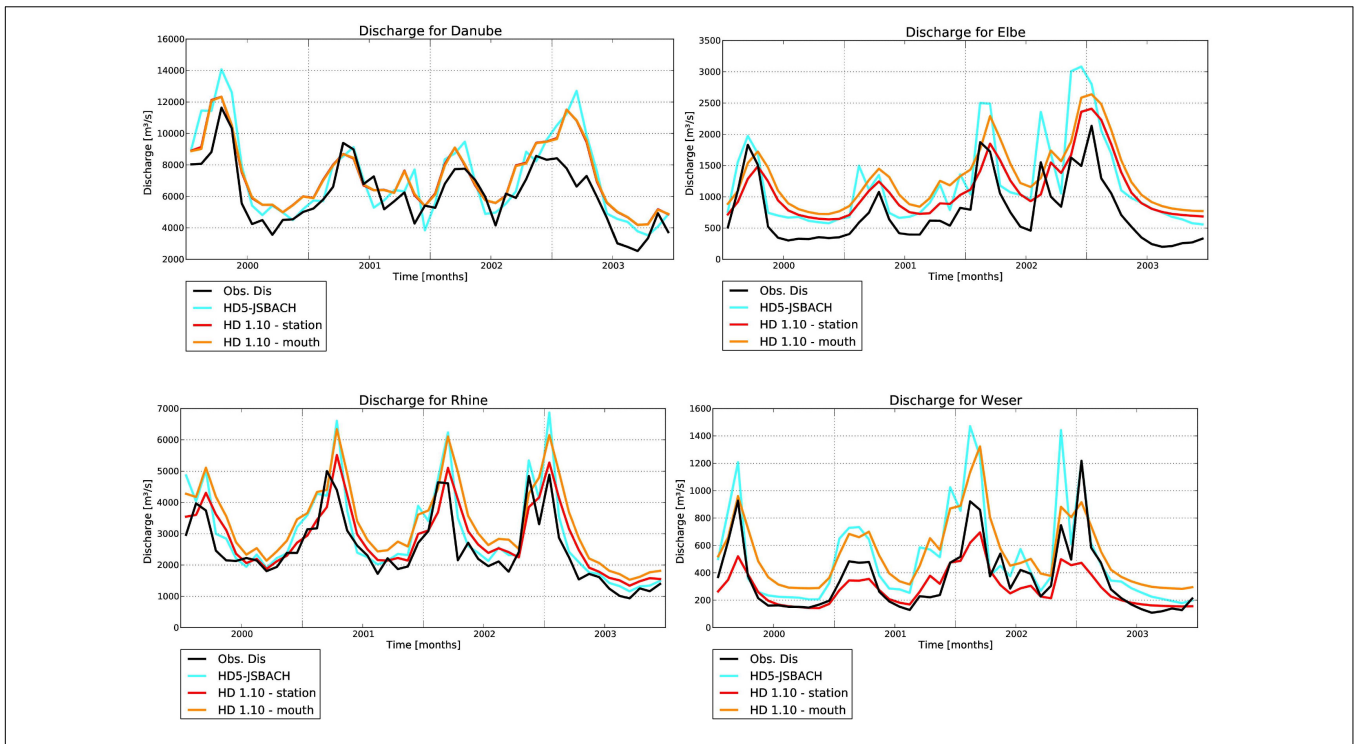 Discharge for Danube
16000
14000
12000
10000
8000
6000
4000
2000
Discharge [m³/s]
2000
2001
2002
2003
Time [months]
Obs. Dis
HD5-JSBACH
HD 1.10 - station
HD 1.10 - mouth
Discharge for Elbe
3500
3000
2500
2000
1500
1000
500
0
Discharge [m³/s]
2000
2001
2002
2003
Time [months]
Obs. Dis
HD5-JSBACH
HD 1.10 - station
HD 1.10 - mouth
Discharge for Rhine
7000
6000
5000
4000
3000
2000
1000
0
Discharge [m³/s]
2000
2001
2002
2003
Time [months]
Obs. Dis
HD5-JSBACH
HD 1.10 - station
HD 1.10 - mouth
Discharge for Weser
1600
1400
1200
1000
800
600
400
200
0
Discharge [m³/s]
2000
2001
2002
2003
Time [months]
Obs. Dis
HD5-JSBACH
HD 1.10 - station
HD 1.10 - mouth